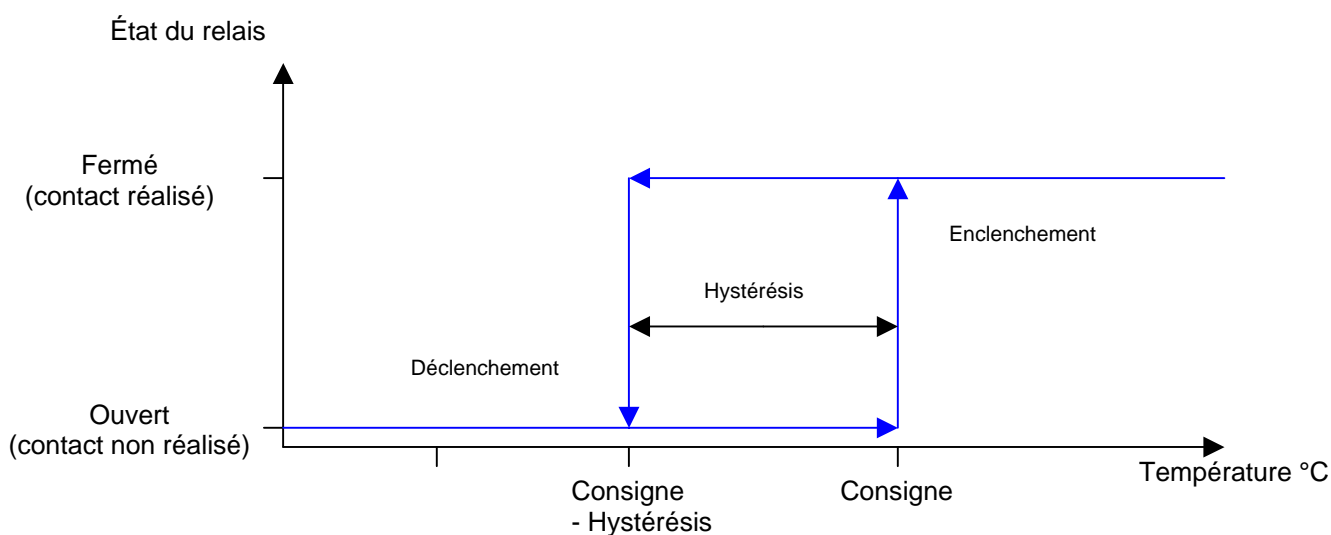 État du relais
Fermé
(contact réalisé)
Enclenchement
Hystérésis
Déclenchement
Ouvert
(contact non réalisé)
Température °C
Consigne
- Hystérésis
Consigne